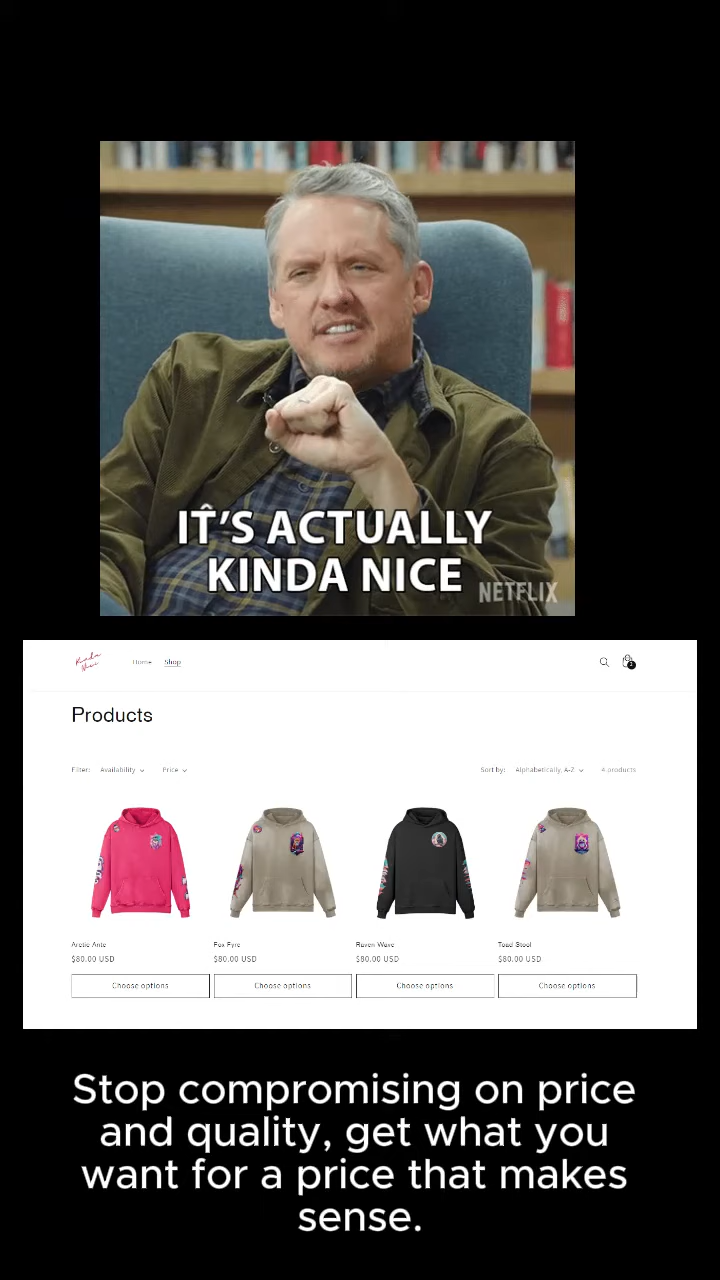 IT'S ACTUALLY
KINDA NICE
NETFLIX
Kinda
Nice
Home Shop
Products
Filter: Availability Price
Sort by: Alphabetically, A-Z 4 products
Arctic Ante Fox Fyre Raven Wave Toad Stool
$80.00 USD $80.00 USD $80.00 USD $80.00 USD
Choose options Choose options Choose options Choose options
Stop compromising on price
and quality, get what you
want for a price that makes
sense.